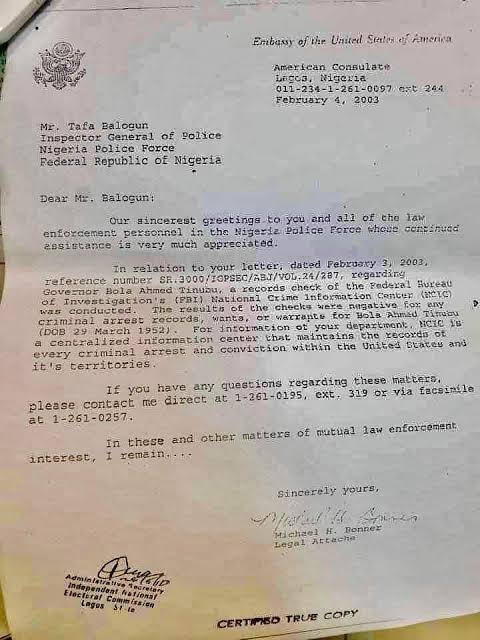 Embassy of the United States of America
American Consulate
Lagos, Nigeria
011-234-1-261-0097 ext 244
February 4, 2003
Mr. Tafa Balogun
Inspector General of Police
Nigeria Police Force
Federal Republic of Nigeria
Dear Mr. Balogun:
Our sincerest greetings to you and all of the law
enforcement personnel in the Nigeria Police Force whose continued
assistance is very much appreciated.
In relation to your letter, dated February 3, 2003,
reference number SR.3000/IGPSEC/ABJ/VOL.24/287, regarding
Governor Bola Ahmed Tinubu, a records check of the Federal Bureau
of Investigation's (FBI) National Crime Information Center (NCIC)
was conducted. The results of the checks were negative for any
criminal arrest records, wants, or warrants for Bola Ahmad Tinubu
(DOB 29 March 1952). For information of your department, NCIC is
a centralized information center that maintains the records of
every criminal arrest and conviction within the United States and
it's territories.
If you have any questions regarding these matters,
please contact me direct at 1-261-0195, ext. 319 or via facsimile
at 1-261-0257.
In these and other matters of mutual law enforcement
interest, I remain....
Sincerely yours,
Michael H. Bonner
Michael H. Bonner
Legal Attache
Administrative Secretary
Independent National
Electoral Commission
Lagos State
CERTIFIED TRUE COPY